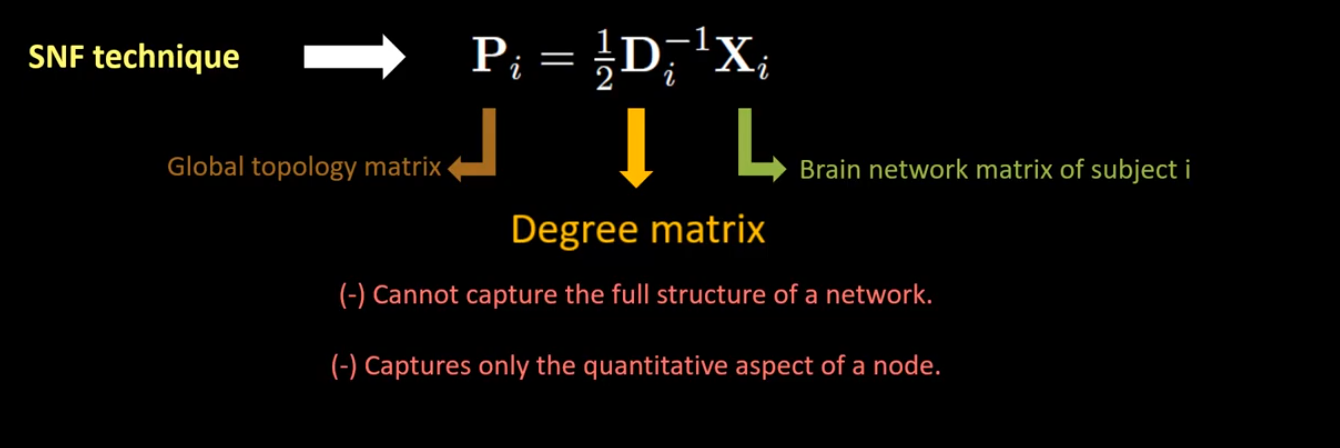 SNF technique
P_i = \frac{1}{2} D_i^{-1} X_i
Global topology matrix
Brain network matrix of subject i
Degree matrix
(-) Cannot capture the full structure of a network.
(-) Captures only the quantitative aspect of a node.